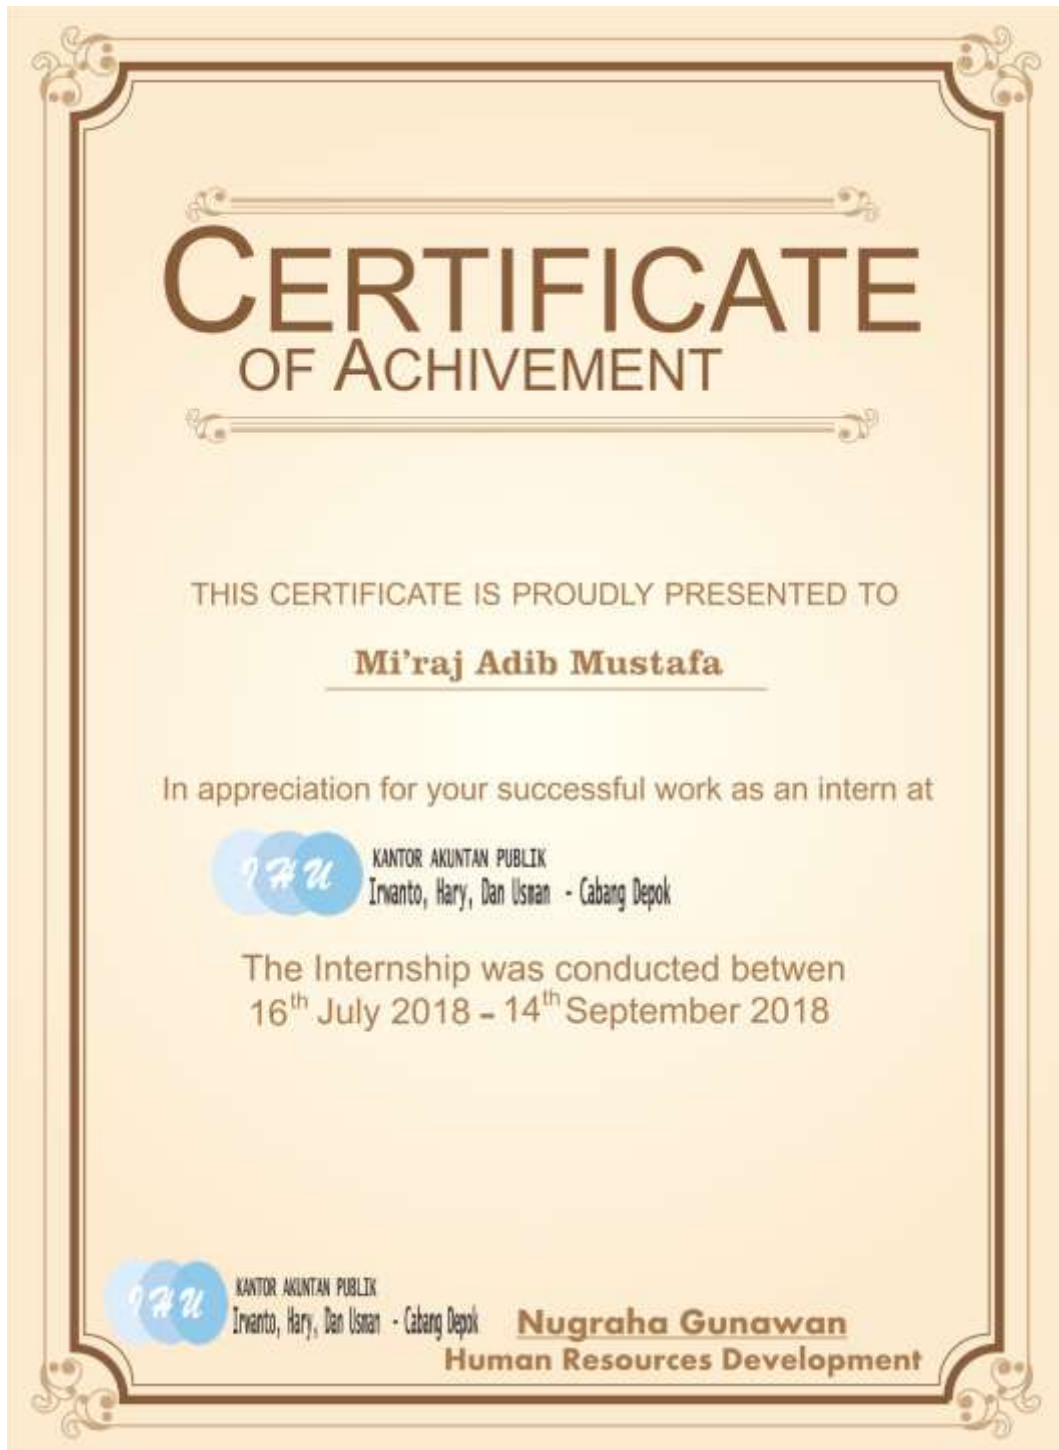 CERTIFICATE
OF ACHIVEMENT
THIS CERTIFICATE IS PROUDLY PRESENTED TO
Mi'raj Adib Mustafa
In appreciation for your successful work as an intern at
IHU
KANTOR AKUNTAN PUBLIK
Irwanto, Hary, Dan Usman - Cabang Depok
The Internship was conducted betwen
16th July 2018 - 14th September 2018
IHU
KANTOR AKUNTAN PUBLIK
Irwanto, Hary, Dan Usman - Cabang Depok
Nugraha Gunawan
Human Resources Development